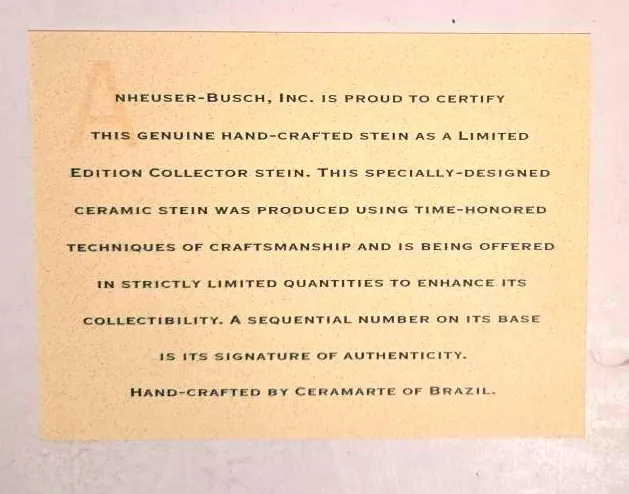 Anheuser-Busch, Inc. is proud to certify
this genuine hand-crafted stein as a Limited
Edition Collector stein. This specially-designed
ceramic stein was produced using time-honored
techniques of craftsmanship and is being offered
in strictly limited quantities to enhance its
collectibility. A sequential number on its base
is its signature of authenticity.
Hand-crafted by Ceramarte of Brazil.